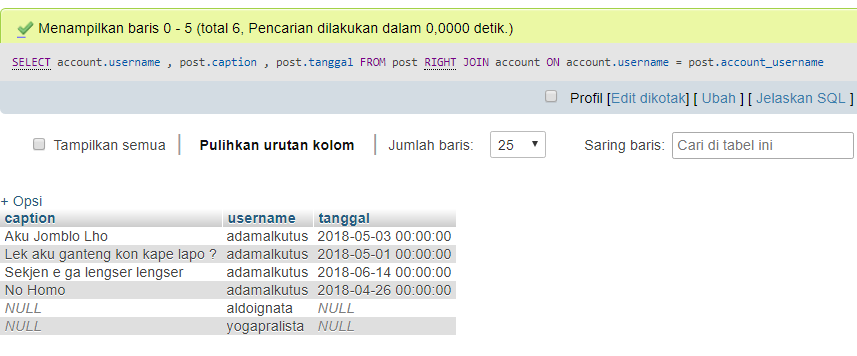 Menampilkan baris 0 - 5 (total 6, Pencarian dilakukan dalam 0,0000 detik.)
SELECT account.username , post.caption , post.tanggal FROM post RIGHT JOIN account ON account.username = post.account_username
Profil [Edit dikotak] [ Ubah ] [ Jelaskan SQL ]
Tampilkan semua Pulihkan urutan kolom Jumlah baris: 25 Saring baris: Cari di tabel ini
+ Opsi
caption username tanggal
Aku Jomblo Lho adamalkutus 2018-05-03 00:00:00
Lek aku ganteng kon kape lapo ? adamalkutus 2018-05-01 00:00:00
Sekjen e ga lengser lengser adamalkutus 2018-06-14 00:00:00
No Homo adamalkutus 2018-04-26 00:00:00
NULL aldoignata NULL
NULL yogapralista NULL